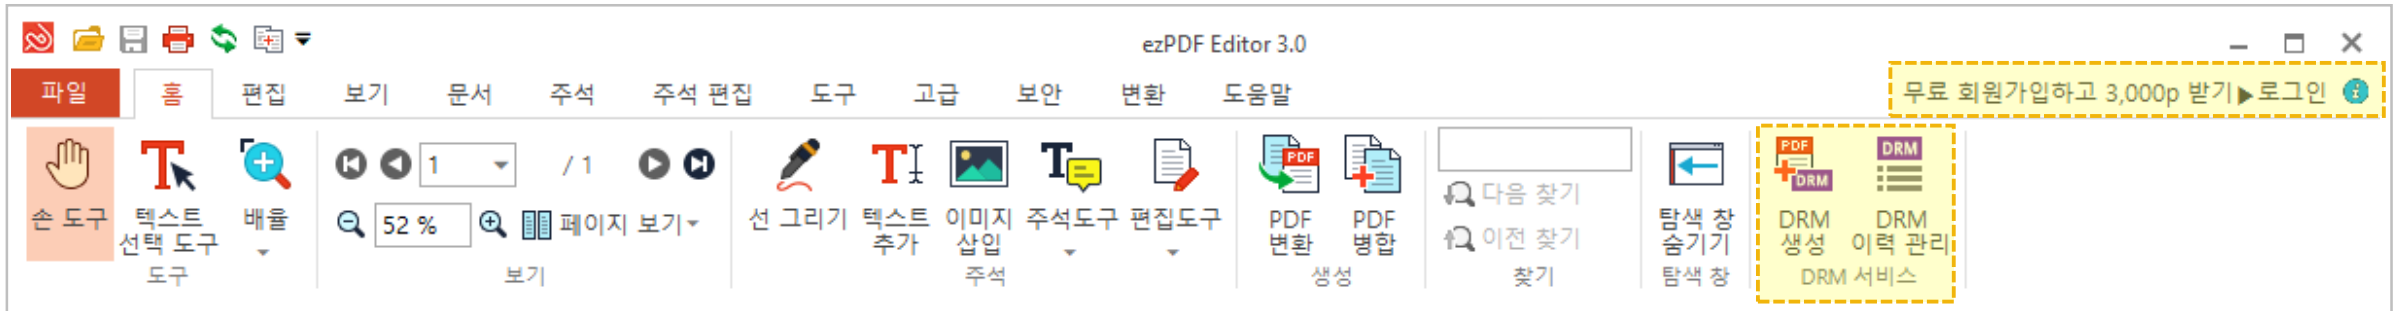 ezPDF Editor 3.0
파일 홈 편집 보기 문서 주석 주석 편집 도구 고급 보안 변환 도움말 무료 회원가입하고 3,000p 받기▶로그인
손 도구
텍스트
선택 도구
배율
도구
1 / 1
52 %
페이지 보기
보기
선 그리기
텍스트
추가
이미지
삽입
주석도구
편집도구
주석
PDF
PDF
변환
PDF
병합
생성
다음 찾기
이전 찾기
찾기
탐색 창
숨기기
탐색 창
PDF
DRM
DRM
생성
DRM
DRM
이력 관리
DRM 서비스